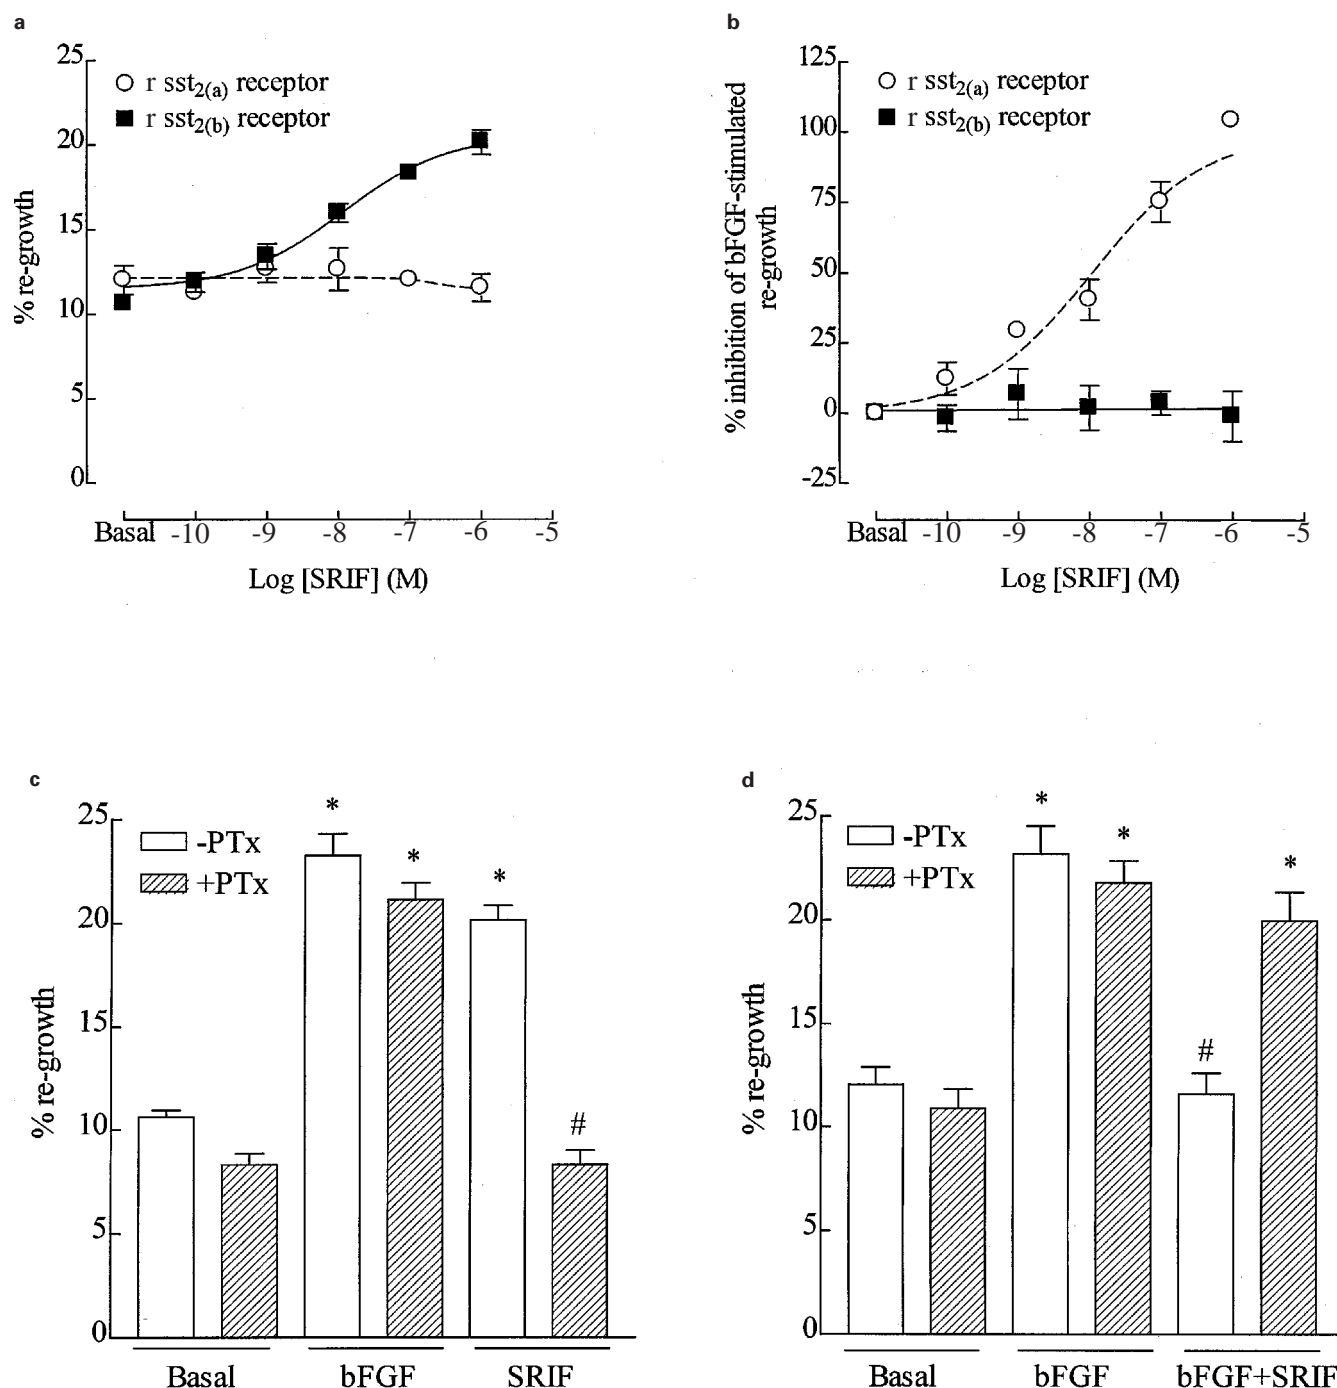 a
25
20
15
10
5
0
% re-growth
r sst2(a) receptor
r sst2(b) receptor
Basal -10 -9 -8 -7 -6 -5
Log [SRIF] (M)
b
125
100
75
50
25
0
-25
% inhibition of bFGF-stimulated
re-growth
r sst2(a) receptor
r sst2(b) receptor
Basal -10 -9 -8 -7 -6 -5
Log [SRIF] (M)
c
25
20
15
10
5
0
% re-growth
-PTx
+PTx
*
*
*
#
Basal bFGF SRIF
d
25
20
15
10
5
0
% re-growth
-PTx
+PTx
*
*
#
*
Basal bFGF bFGF+SRIF